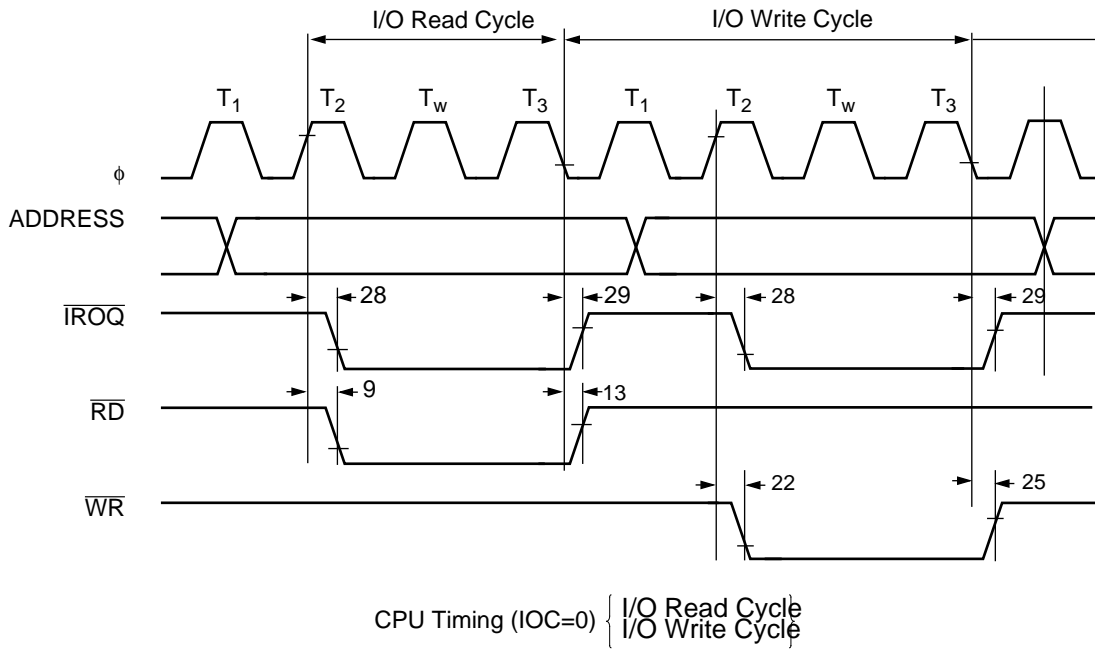 I/O Read Cycle I/O Write Cycle
T1 T2 Tw T3 T1 T2 Tw T3
ϕ
ADDRESS
28 29 28 29
IROQ
9 13
RD
22 25
WR
CPU Timing (IOC=0) { I/O Read Cycle }
I/O Write Cycle